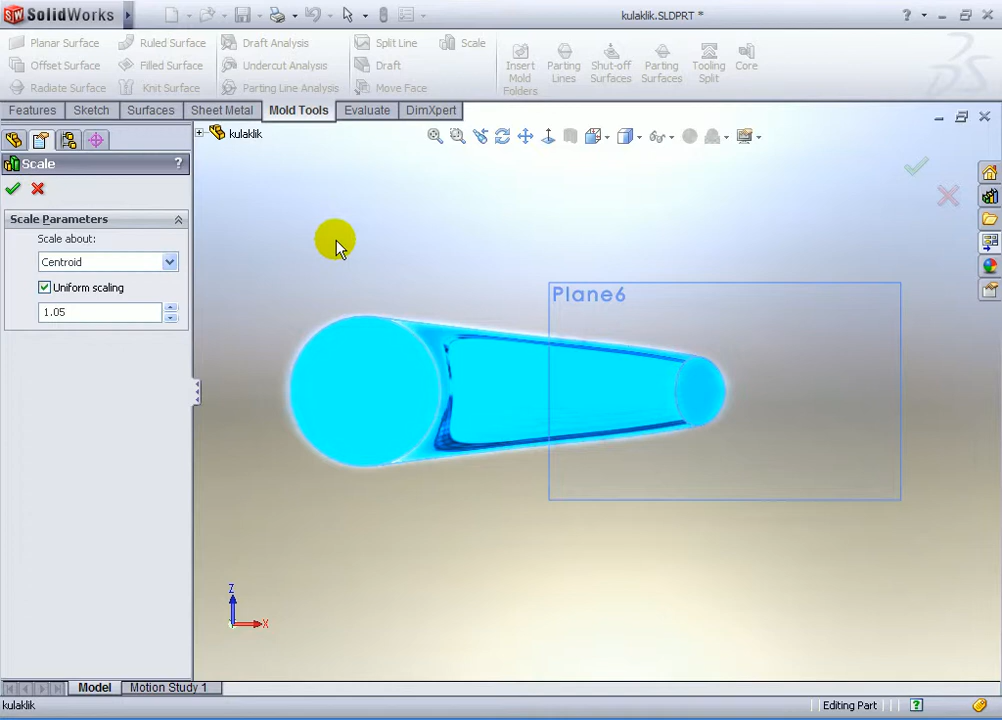 SolidWorks
kulaklik.SLDPRT *
Planar Surface
Ruled Surface
Draft Analysis
Split Line
Scale
Offset Surface
Filled Surface
Undercut Analysis
Draft
Radiate Surface
Knit Surface
Parting Line Analysis
Move Face
Insert Mold Folders
Parting Lines
Shut-off Surfaces
Parting Surfaces
Tooling Split
Core
Features
Sketch
Surfaces
Sheet Metal
Mold Tools
Evaluate
DimXpert
kulaklik
Scale
?
Scale Parameters
Scale about:
Centroid
Uniform scaling
1.05
Plane6
Z
X
Model
Motion Study 1
kulaklik
Editing Part